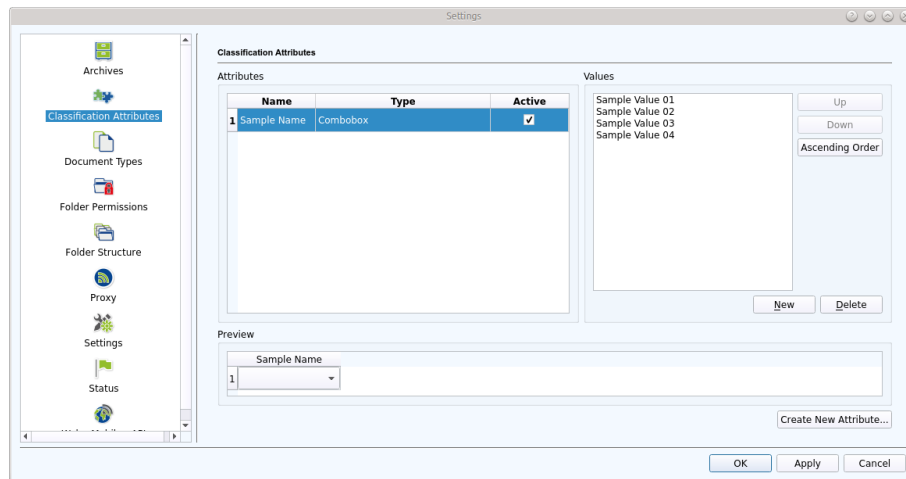 Settings
Archives
Classification Attributes
Document Types
Folder Permissions
Folder Structure
Proxy
Settings
Status
Classification Attributes
Attributes
Name Type Active
1 Sample Name Combobox
Values
Sample Value 01
Sample Value 02
Sample Value 03
Sample Value 04
Up
Down
Ascending Order
New Delete
Preview
Sample Name
1
Create New Attribute...
OK Apply Cancel